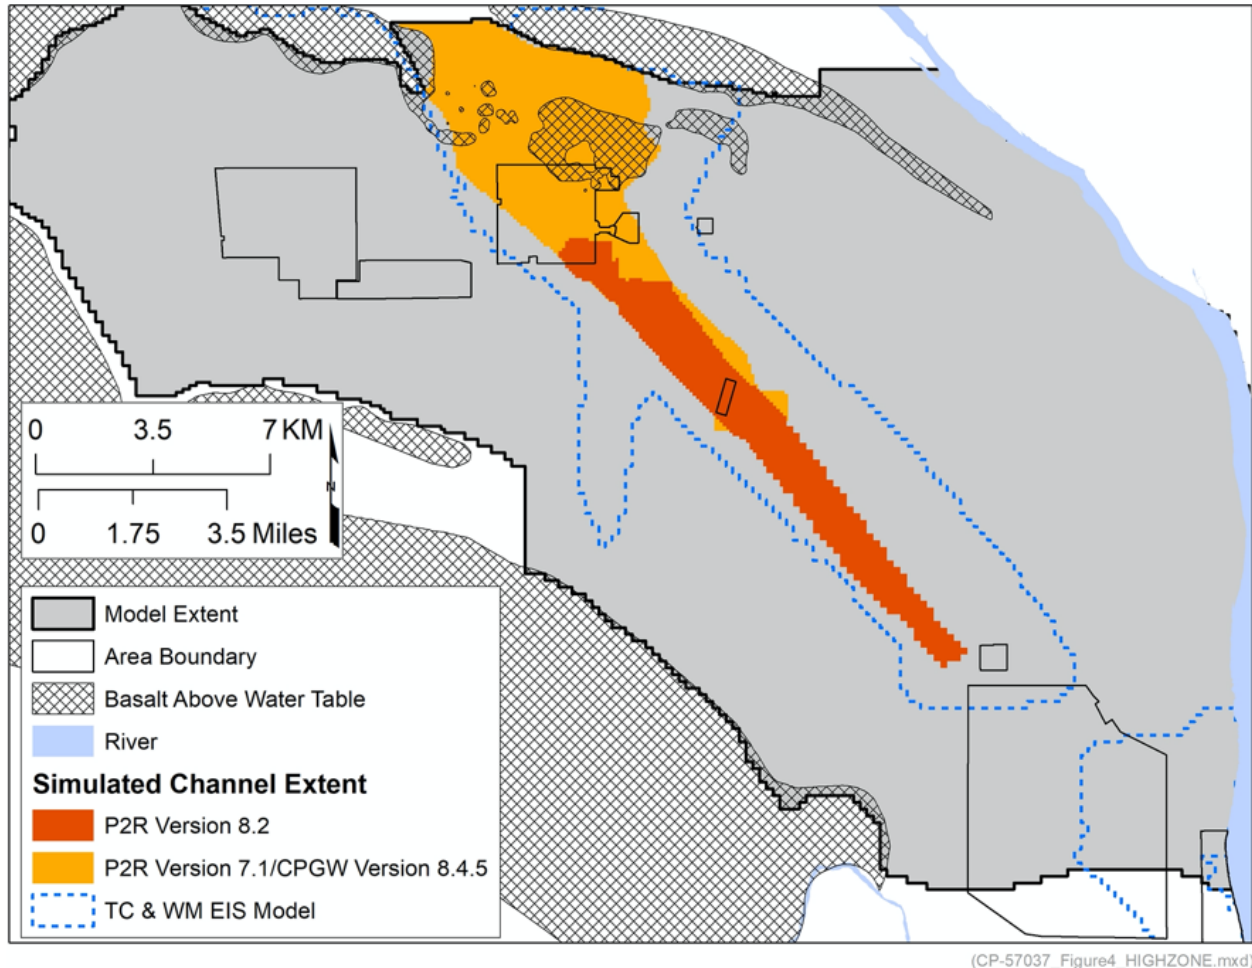 0 3.5 7 KM
N
0 1.75 3.5 Miles
Model Extent
Area Boundary
Basalt Above Water Table
River
Simulated Channel Extent
P2R Version 8.2
P2R Version 7.1/CPGW Version 8.4.5
TC & WM EIS Model
(CP-57037_Figure4_HIGHZONE.mxd)